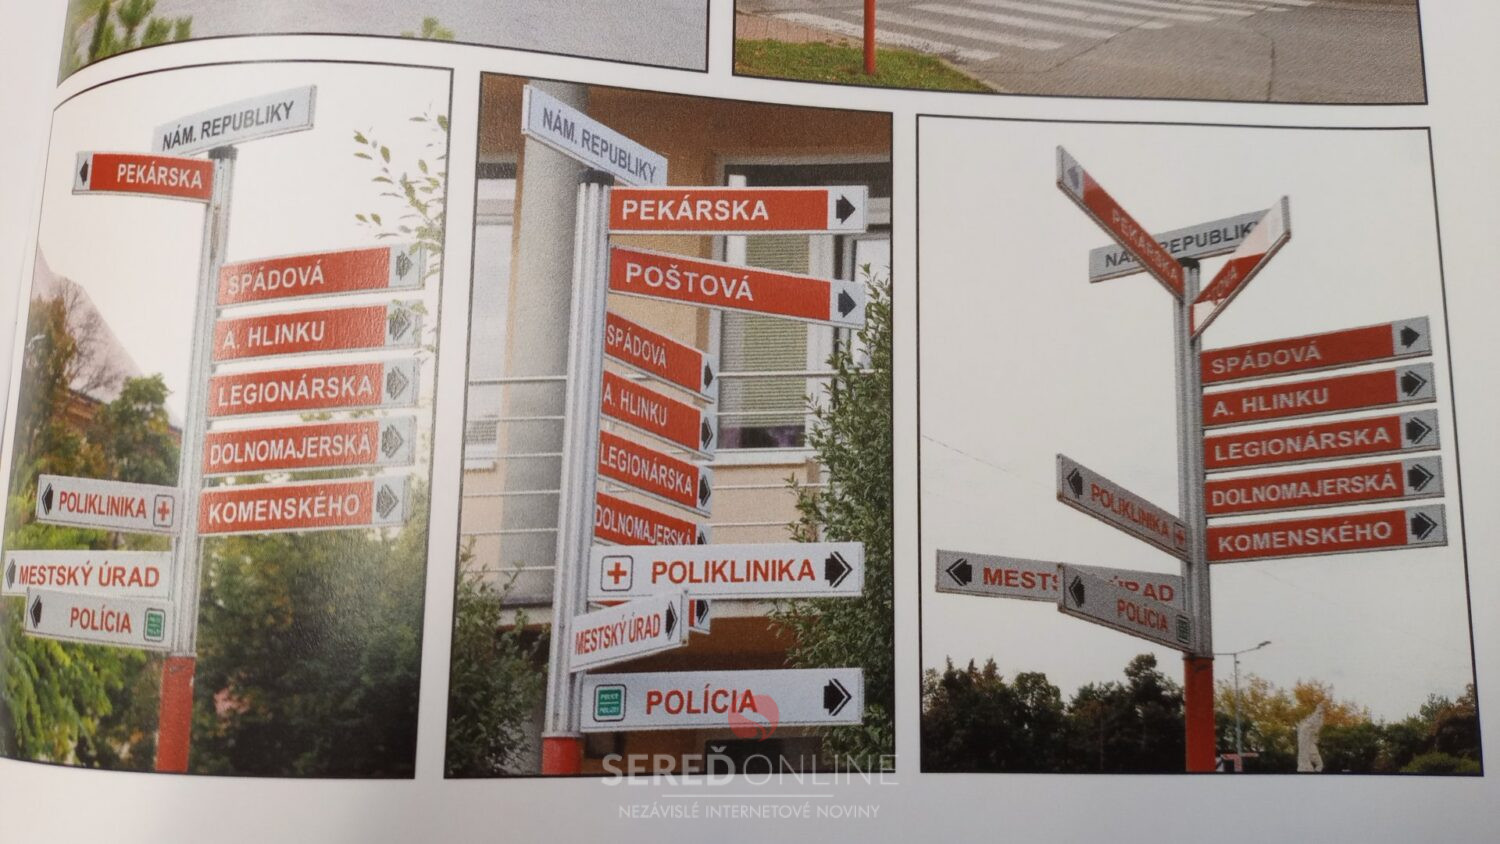 NÁM. REPUBLIKY
PEKÁRSKA
SPÁDOVÁ
A. HLINKU
LEGIONÁRSKA
DOLNOMAJERSKÁ
KOMENSKÉHO
POLIKLINIKA
MESTSKÝ ÚRAD
POLÍCIA
NÁM. REPUBLIKY
PEKÁRSKA
POŠTOVÁ
SPÁDOVÁ
A. HLINKU
LEGIONÁRSKA
DOLNOMAJERSKÁ
POLIKLINIKA
MESTSKÝ ÚRAD
POLÍCIA
PEKÁRSKA
REPUBLIKY
SPÁDOVÁ
A. HLINKU
LEGIONÁRSKA
DOLNOMAJERSKÁ
KOMENSKÉHO
POLIKLINIKA
POLÍCIA
SEREĎONLINE
NEZÁVISLÉ INTERNETOVÉ NOVINY